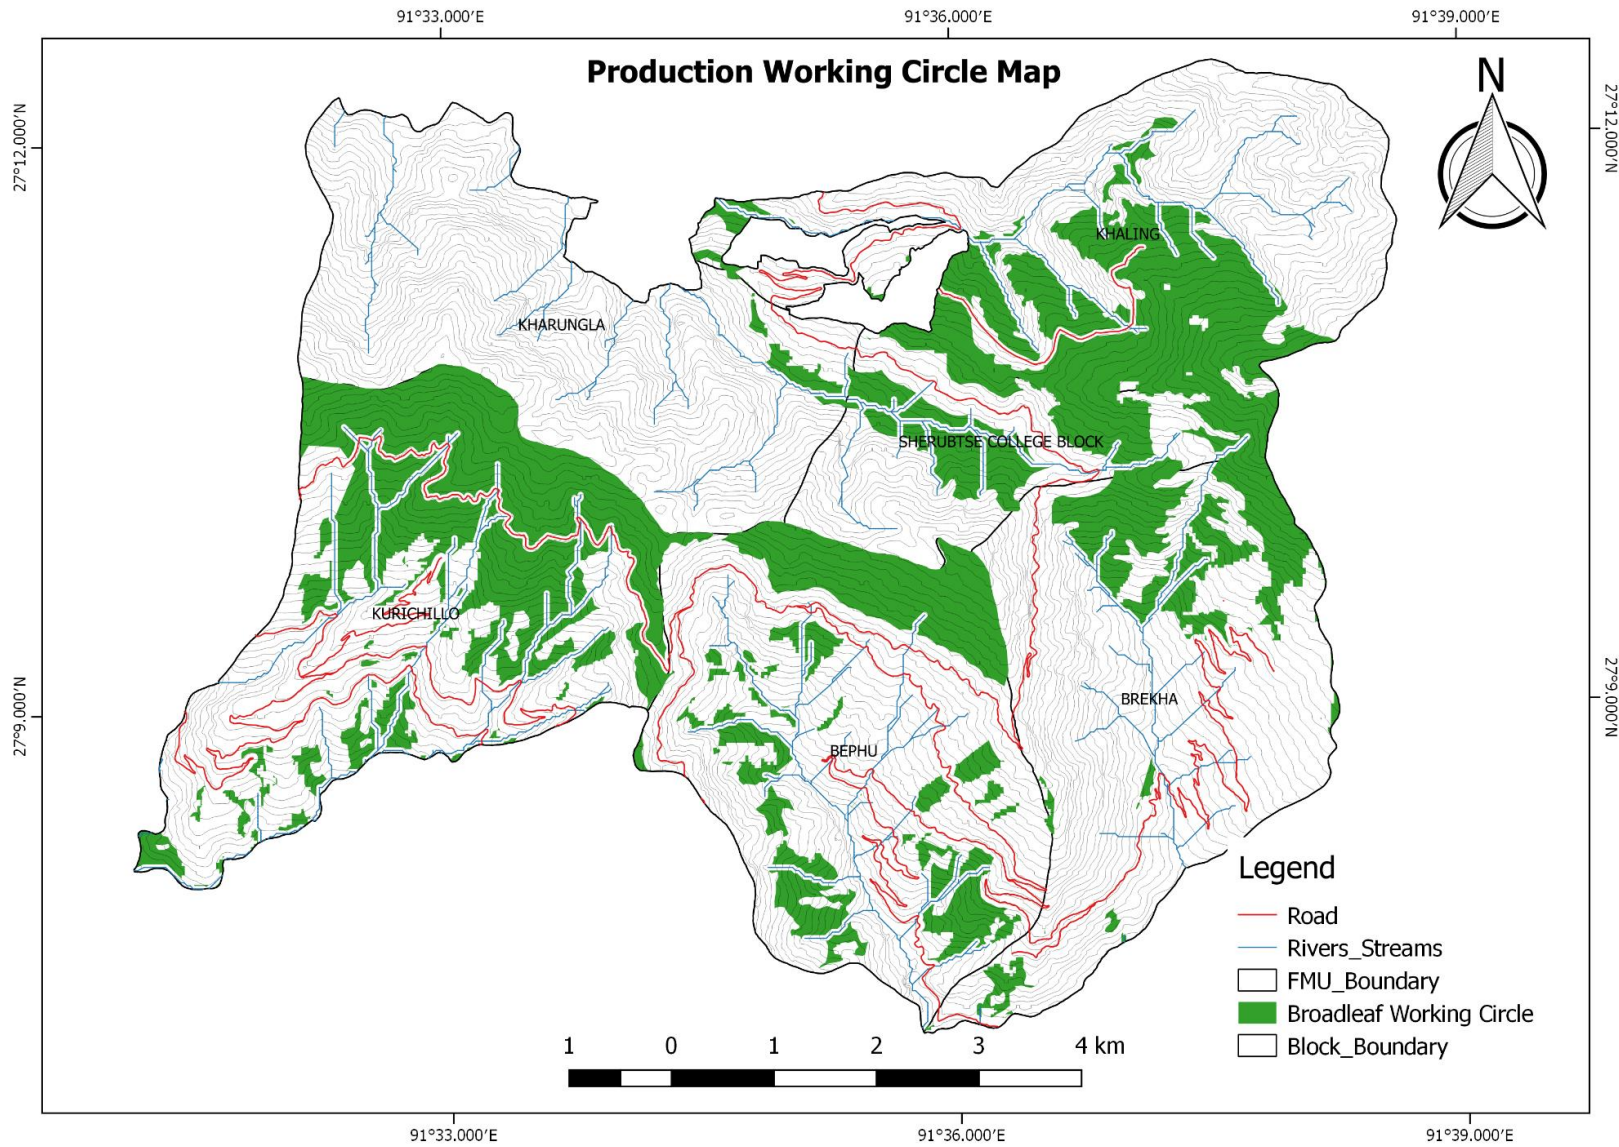 91°33.000'E
91°36.000'E
91°39.000'E
Production Working Circle Map
N
27°12.000'N
27°12.000'N
KHALING
KHARUNGLA
SHERUBTSE COLLEGE BLOCK
KURICHILLO
27°9.000'N
27°9.000'N
BREKHA
BEPHU
Legend
Road
Rivers_Streams
FMU_Boundary
Broadleaf Working Circle
Block_Boundary
1 0 1 2 3 4 km
91°33.000'E
91°36.000'E
91°39.000'E